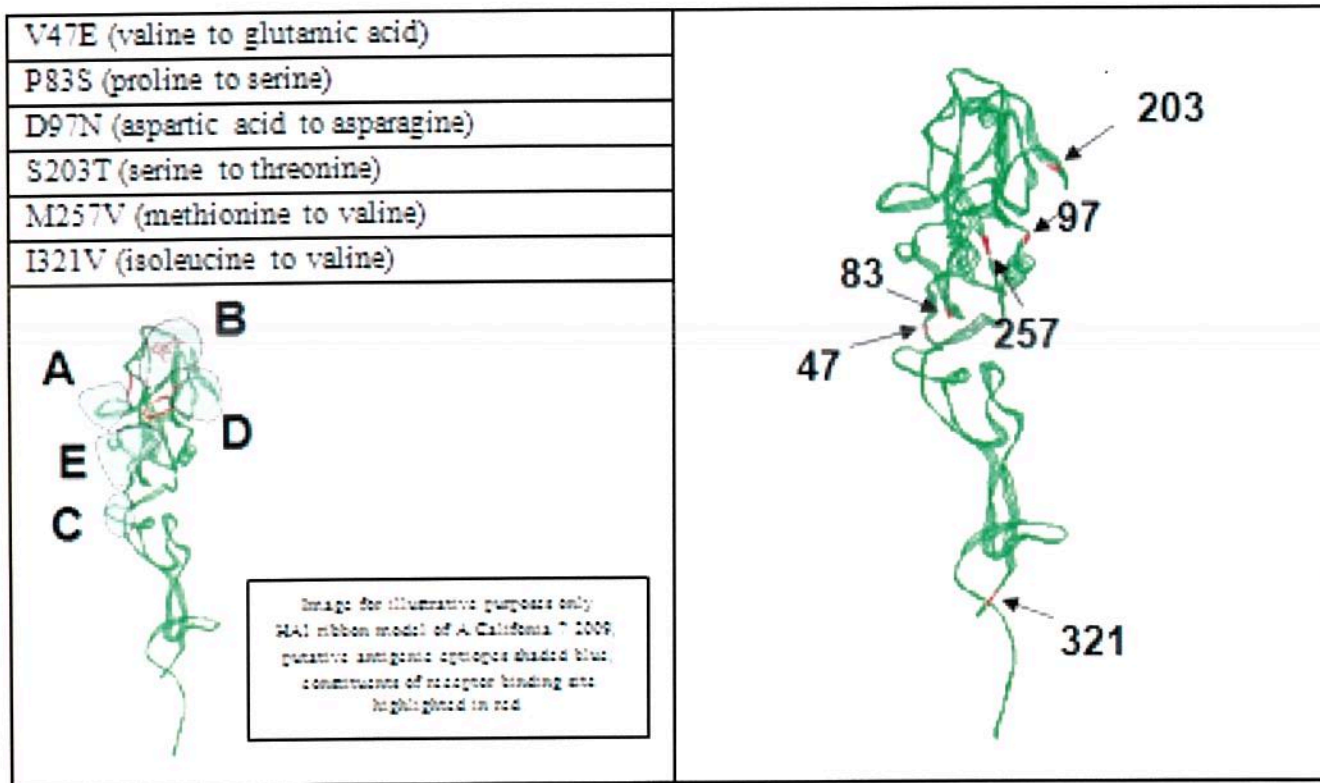 V47E (valine to glutamic acid)
P83S (proline to serine)
D97N (aspartic acid to asparagine)
S203T (serine to threonine)
M257V (methionine to valine)
I321V (isoleucine to valine)
B
A
D
E
C
Image for illustrative purposes only
HA1 ribbon model of A California 7 2009,
putative antigenic epitopes shaded blue,
constituents of receptor binding site
highlighted in red
203
97
83
257
47
321